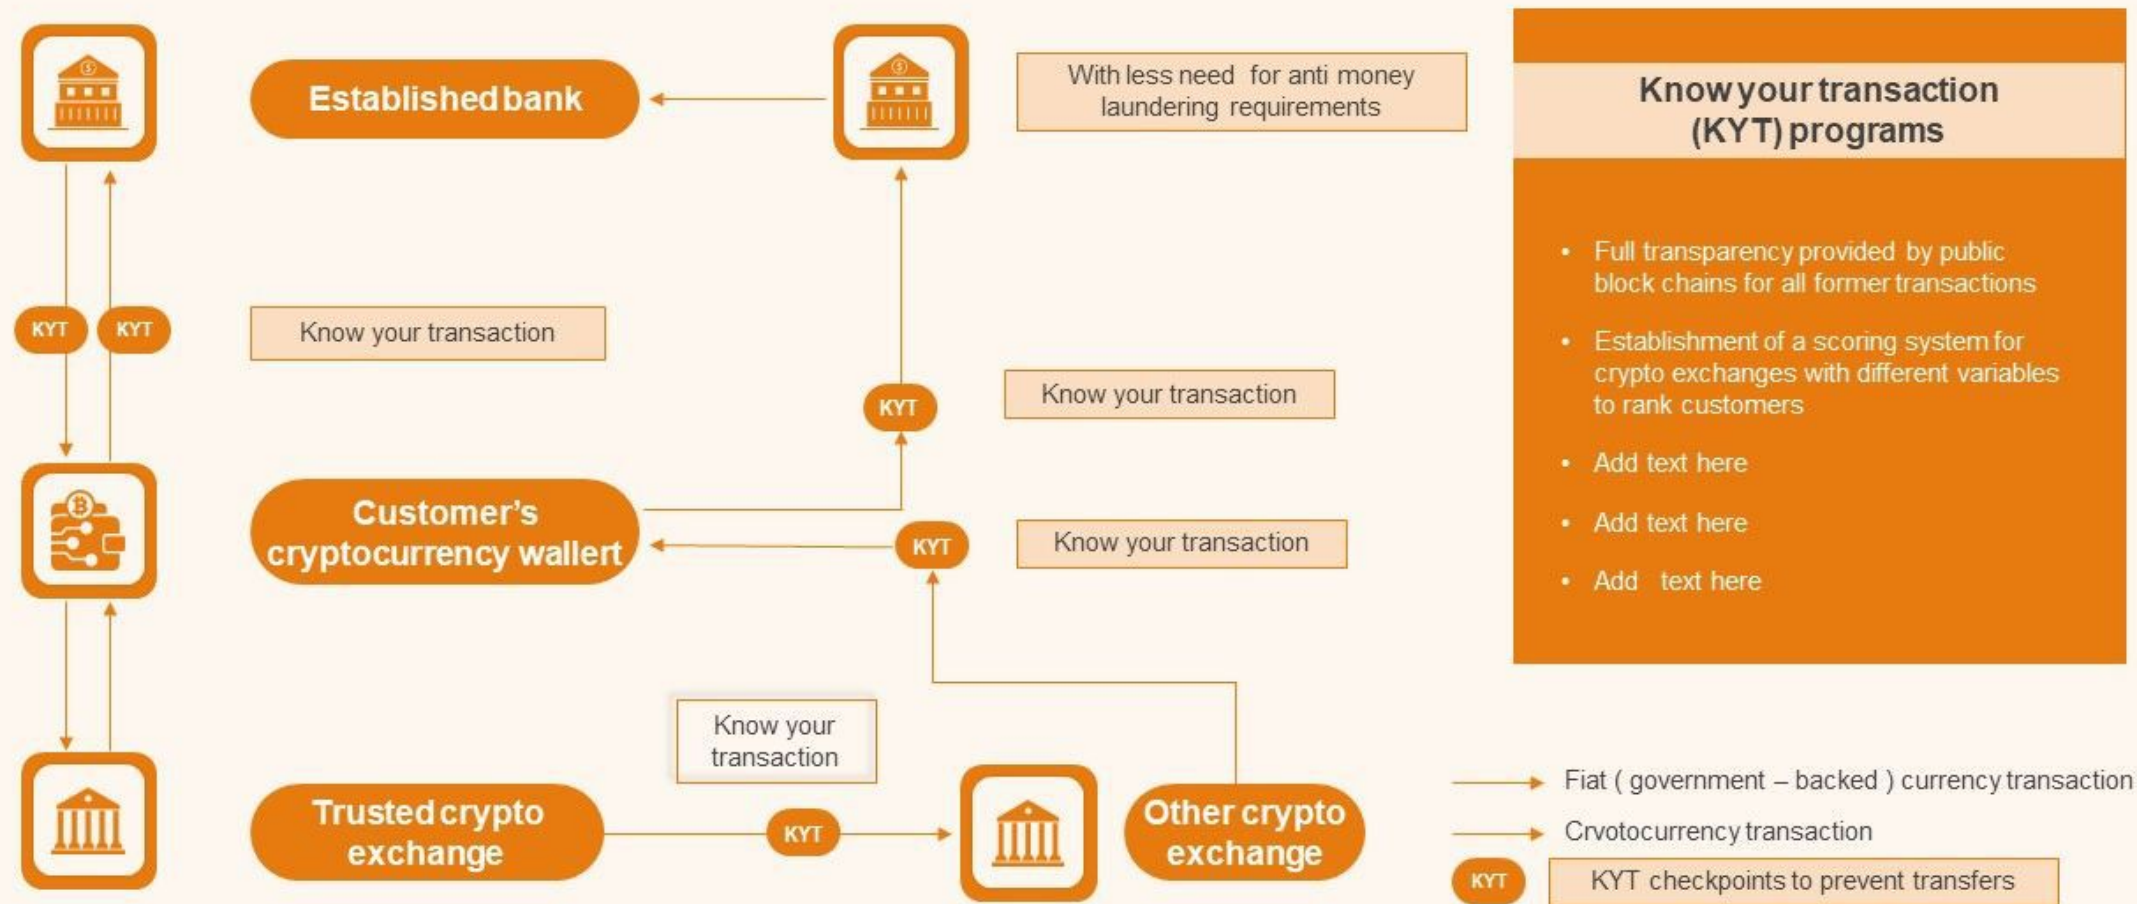 Established bank
With less need for anti money
laundering requirements
Know your transaction
(KYT) programs
• Full transparency provided by public
block chains for all former transactions
• Establishment of a scoring system for
crypto exchanges with different variables
to rank customers
• Add text here
• Add text here
• Add text here
KYT
KYT
Know your transaction
KYT
Know your transaction
Customer's
cryptocurrency wallert
KYT
Know your transaction
Know your
transaction
Trusted crypto
exchange
KYT
Other crypto
exchange
Fiat ( government – backed ) currency transaction
Crvotocurrency transaction
KYT
KYT checkpoints to prevent transfers